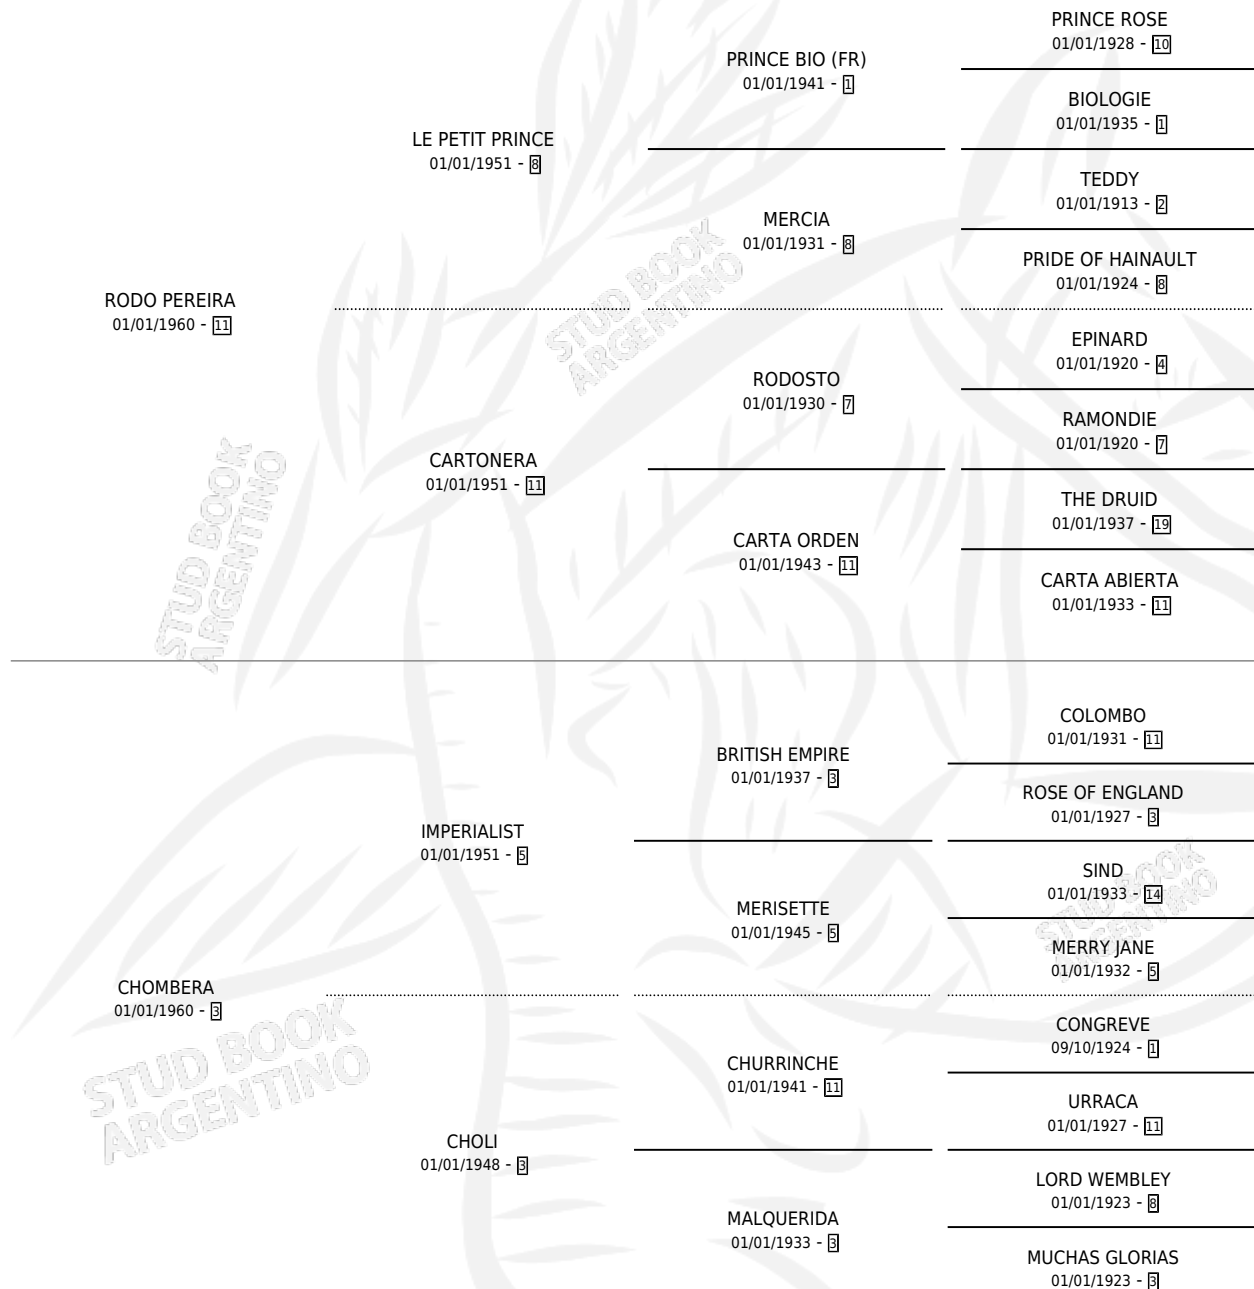 PRINCE ROSE
01/01/1928 - 10
PRINCE BIO (FR)
01/01/1941 - 1
BIOLOGIE
01/01/1935 - 1
LE PETIT PRINCE
01/01/1951 - 8
TEDDY
01/01/1913 - 2
MERCIA
01/01/1931 - 8
PRIDE OF HAINAULT
01/01/1924 - 8
RODO PEREIRA
01/01/1960 - 11
EPINARD
01/01/1920 - 4
RODOSTO
01/01/1930 - 7
RAMONDIE
01/01/1920 - 7
CARTONERA
01/01/1951 - 11
THE DRUID
01/01/1937 - 19
CARTA ORDEN
01/01/1943 - 11
CARTA ABIERTA
01/01/1933 - 11
COLOMBO
01/01/1931 - 11
BRITISH EMPIRE
01/01/1937 - 3
ROSE OF ENGLAND
01/01/1927 - 3
IMPERIALIST
01/01/1951 - 5
SIND
01/01/1933 - 14
MERISETTE
01/01/1945 - 5
MERRY JANE
01/01/1932 - 5
CHOMBERA
01/01/1960 - 3
CONGREVE
09/10/1924 - 1
CHURRINCHE
01/01/1941 - 11
URRACA
01/01/1927 - 11
CHOLI
01/01/1948 - 3
LORD WEMBLEY
01/01/1923 - 8
MALQUERIDA
01/01/1933 - 3
MUCHAS GLORIAS
01/01/1923 - 3
STUD BOOK
ARGENTINO
STUD BOOK
ARGENTINO
STUD BOOK
ARGENTINO
STUD BOOK
ARGENTINO